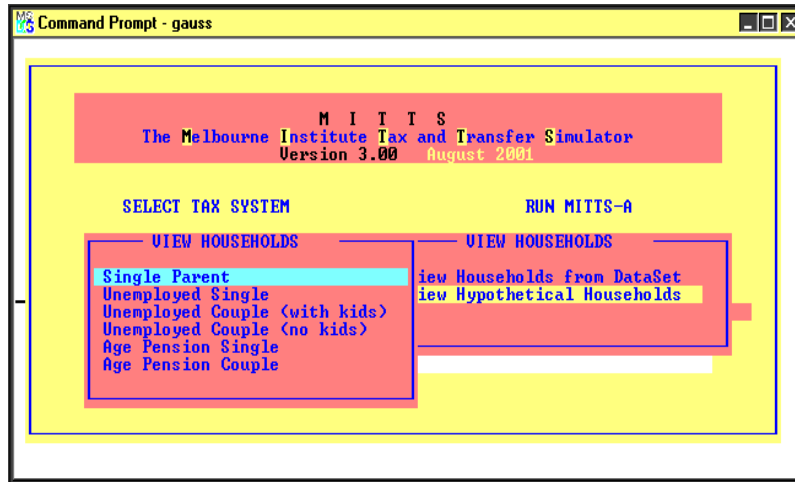 Command Prompt - gauss
M I T T S
The Melbourne Institute Tax and Transfer Simulator
Version 3.00 August 2001
SELECT TAX SYSTEM
RUN MITTS-A
VIEW HOUSEHOLDS
Single Parent
Unemployed Single
Unemployed Couple (with kids)
Unemployed Couple (no kids)
Age Pension Single
Age Pension Couple
VIEW HOUSEHOLDS
iew Households from DataSet
iew Hypothetical Households